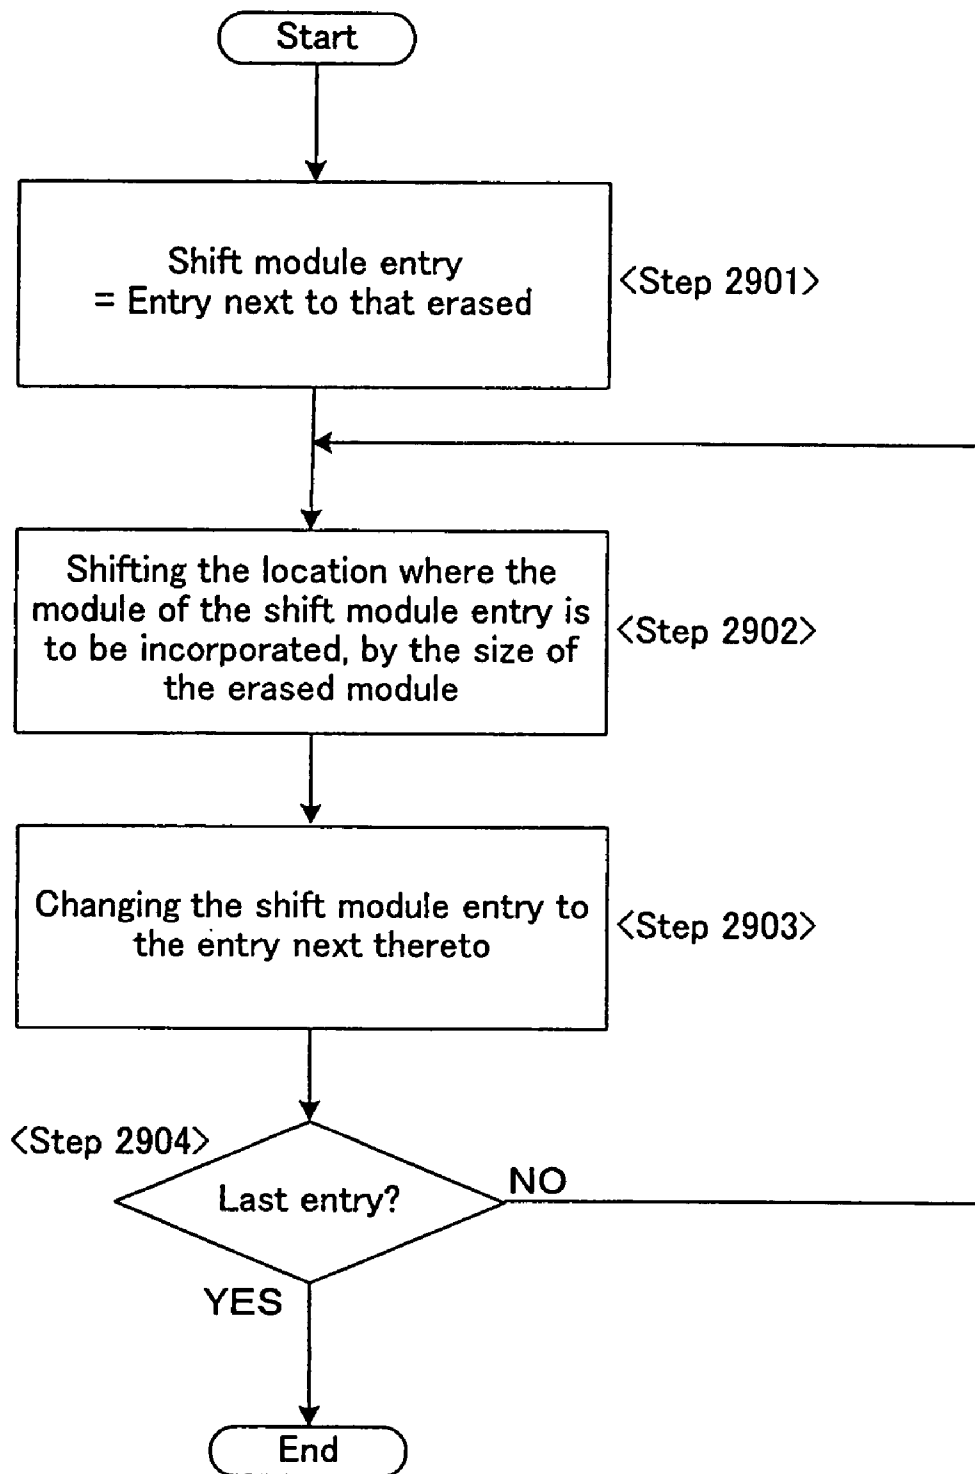 Start
Shift module entry
= Entry next to that erased
<Step 2901>
Shifting the location where the
module of the shift module entry is
to be incorporated, by the size of
the erased module
<Step 2902>
Changing the shift module entry to
the entry next thereto
<Step 2903>
<Step 2904>
Last entry?
NO
YES
End